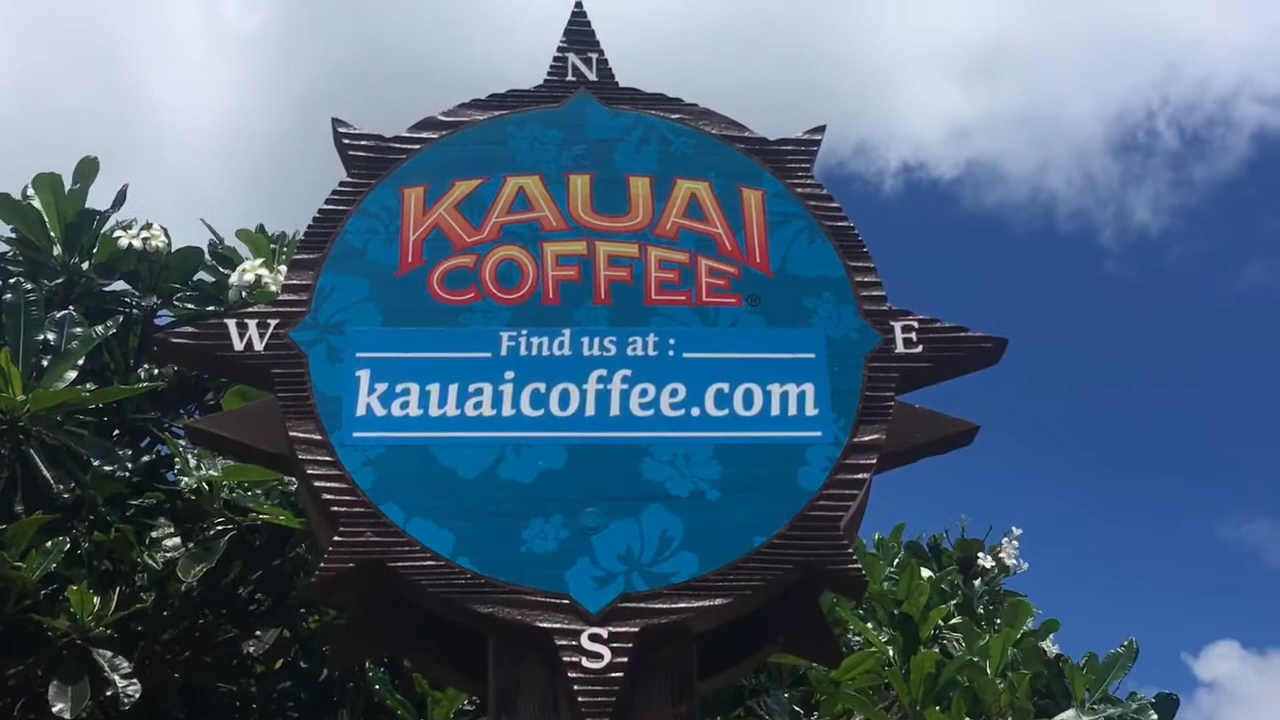 N
KAUAI
COFFEE®
W
E
Find us at :
kauaicoffee.com
S